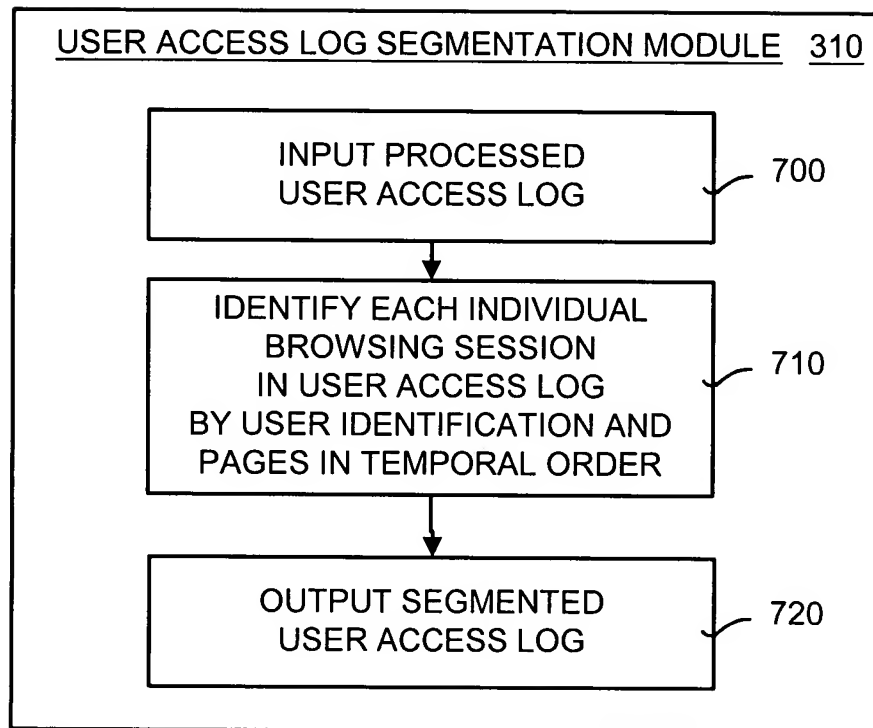 USER ACCESS LOG SEGMENTATION MODULE 310
INPUT PROCESSED
USER ACCESS LOG
700
IDENTIFY EACH INDIVIDUAL
BROWSING SESSION
IN USER ACCESS LOG
BY USER IDENTIFICATION AND
PAGES IN TEMPORAL ORDER
710
OUTPUT SEGMENTED
USER ACCESS LOG
720